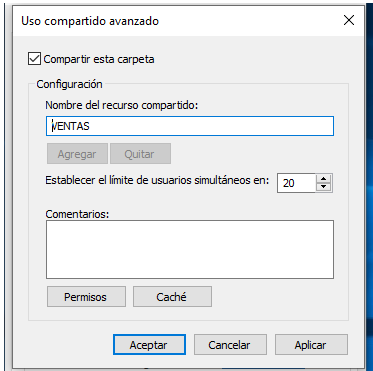 Uso compartido avanzado
Compartir esta carpeta
Configuración
Nombre del recurso compartido:
VENTAS
Agregar Quitar
Establecer el límite de usuarios simultáneos en: 20
Comentarios:
Permisos Caché
Aceptar Cancelar Aplicar